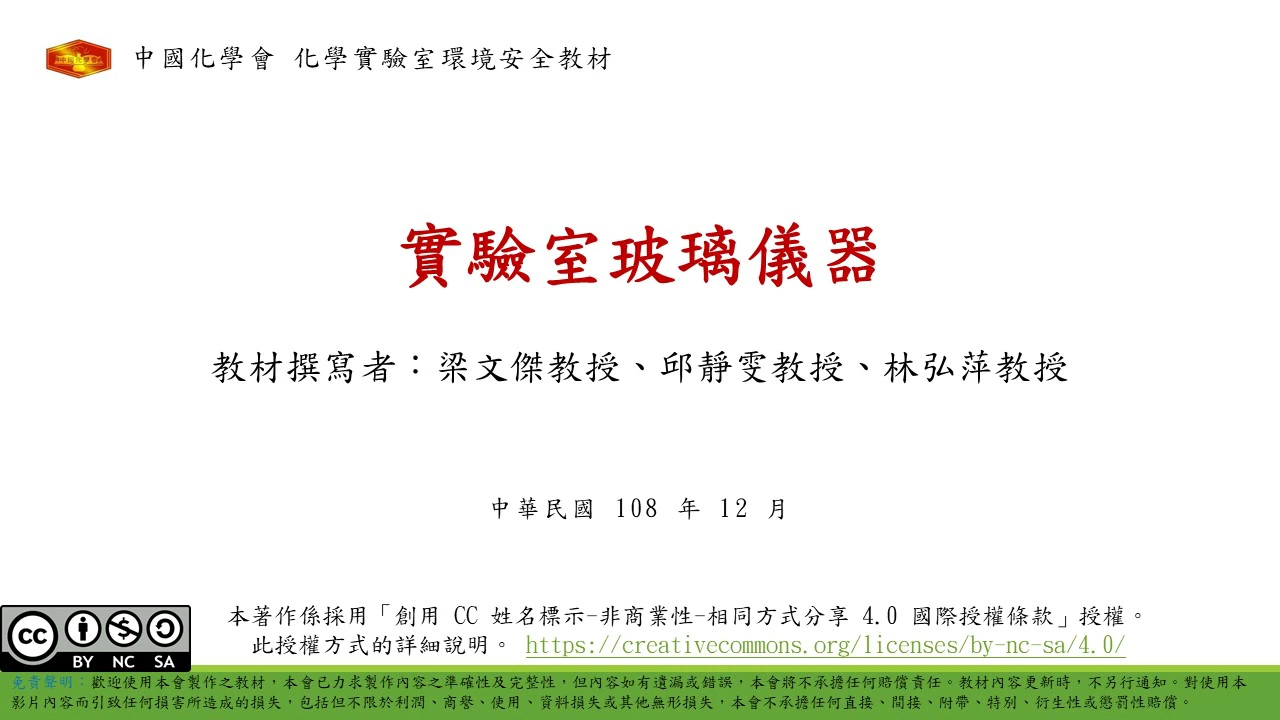 中國化學會
中國化學會 化學實驗室環境安全教材
實驗室玻璃儀器
教材撰寫者：梁文傑教授、邱靜雯教授、林弘萍教授
中華民國 108 年 12 月
本著作係採用「創用 CC 姓名標示-非商業性-相同方式分享 4.0 國際授權條款」授權。
此授權方式的詳細說明。 https://creativecommons.org/licenses/by-nc-sa/4.0/
cc
BY NC SA
免責聲明：歡迎使用本會製作之教材，本會已力求製作內容之準確性及完整性，但內容如有遺漏或錯誤，本會將不承擔任何賠償責任。教材內容更新時，不另行通知。對使用本
影片內容而引致任何損害所造成的損失，包括但不限於利潤、商譽、使用、資料損失或其他無形損失，本會不承擔任何直接、間接、附帶、特別、衍生性或懲罰性賠償。